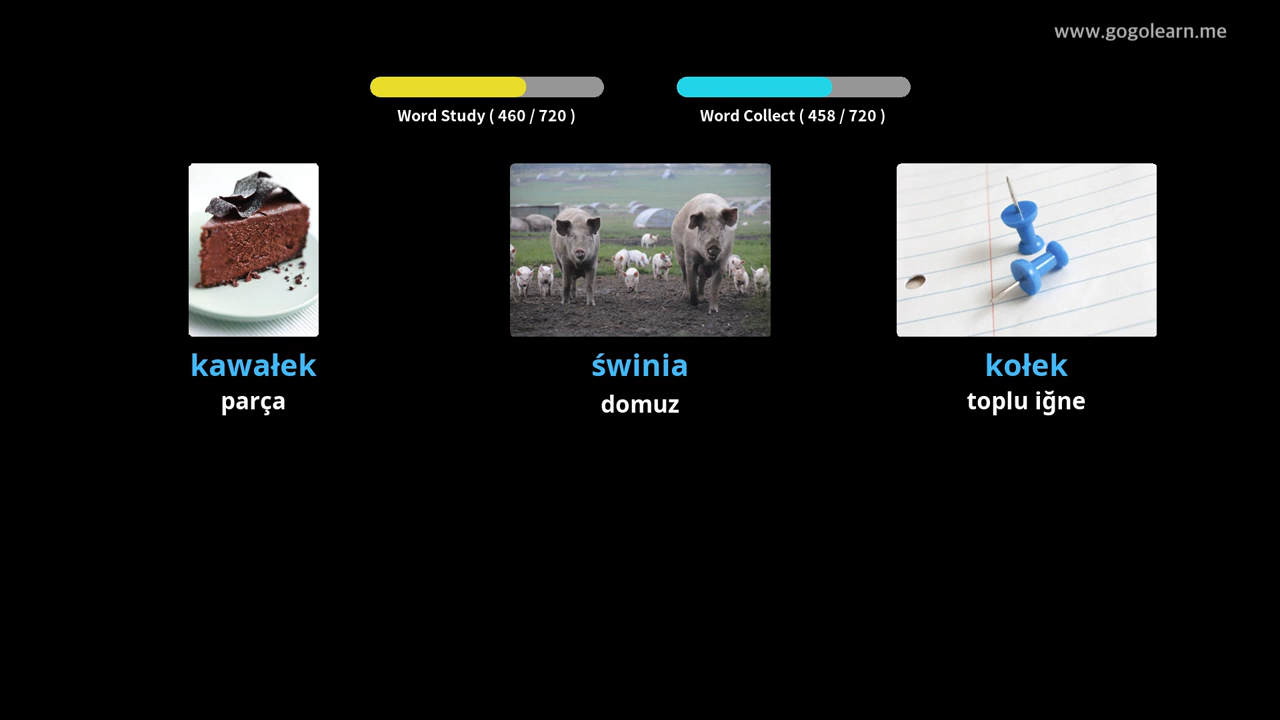 www.gogolearn.me
Word Study ( 460 / 720 )
Word Collect ( 458 / 720 )
kawałek
parça
świnia
domuz
kołek
toplu iğne